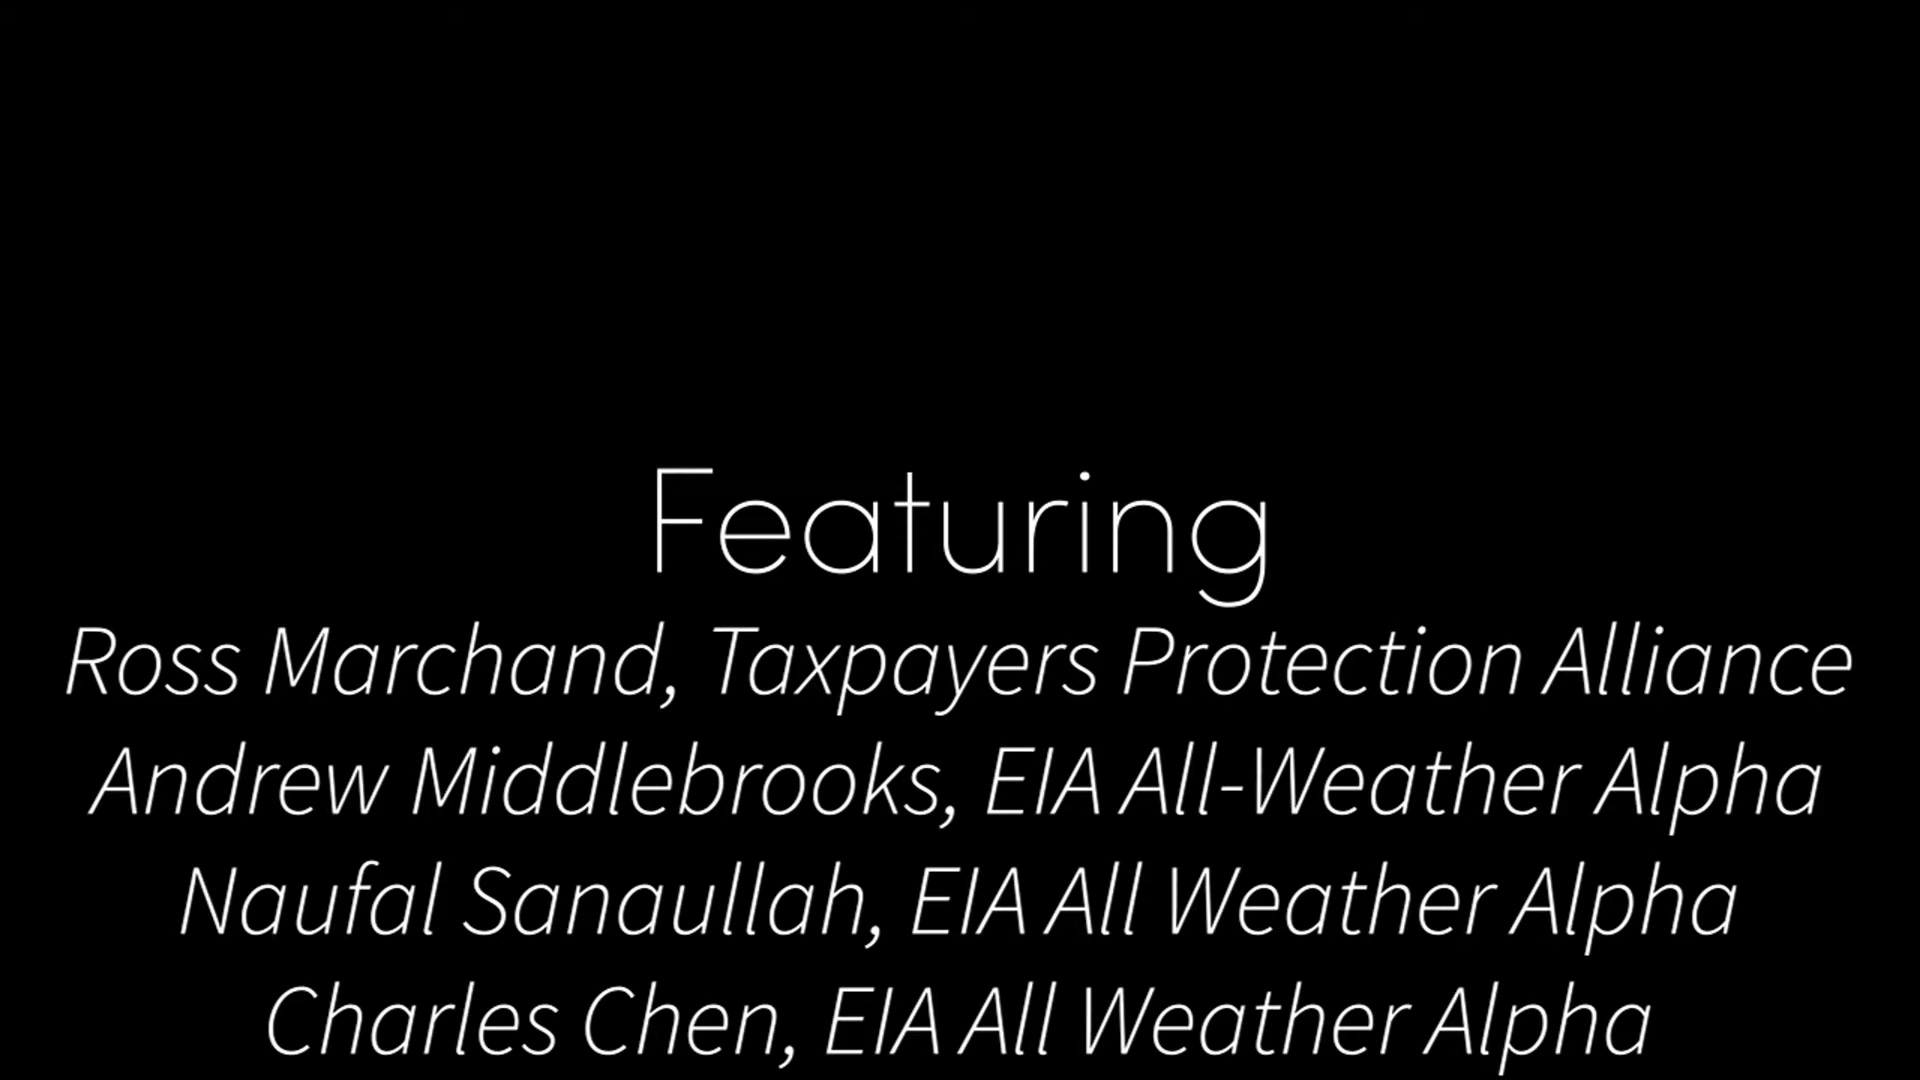 Featuring
Ross Marchand, Taxpayers Protection Alliance
Andrew Middlebrooks, EIA All-Weather Alpha
Naufal Sanaullah, EIA All Weather Alpha
Charles Chen, EIA All Weather Alpha